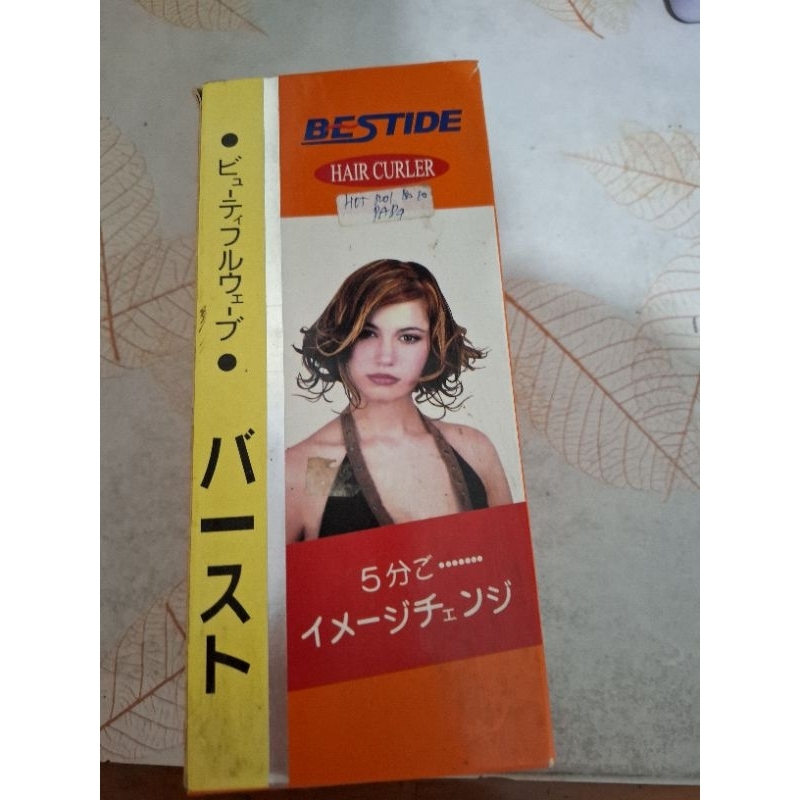 BESTIDE
HAIR CURLER
HOT
● ビューティフルウェーブ ●
バースト
5分で•••••••
イメージチェンジ